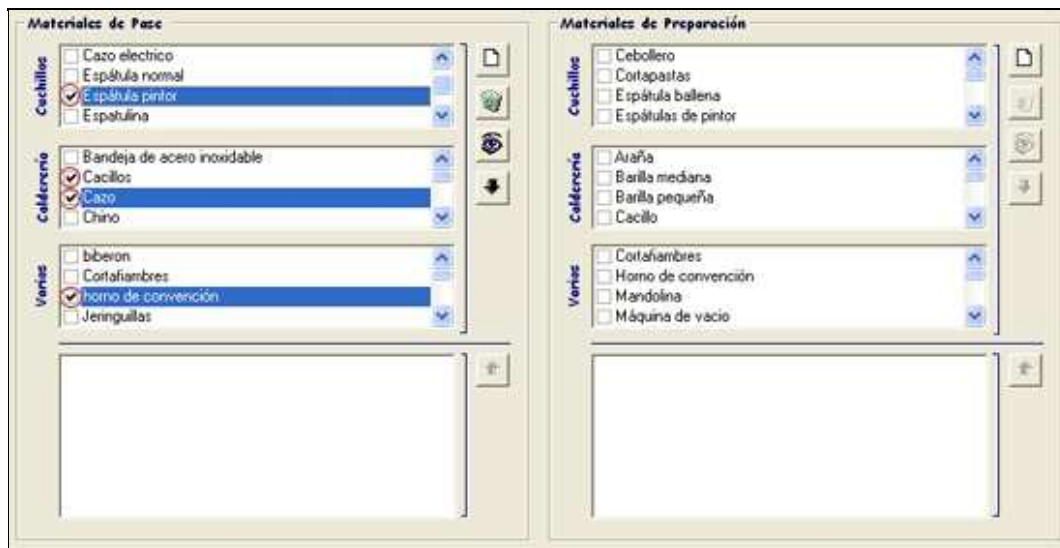 Materiales de Pase
Cuchillos
Cazo electrico
Espátula normal
Espátula pintor
Espatulina
Calderería
Bandeja de acero inoxidable
Cacillos
Cazo
Chino
Varios
biberon
Cortafiambres
horno de convención
Jeringuillas
Materiales de Preparación
Cuchillos
Cebollero
Cortapastas
Espátula ballena
Espátulas de pintor
Calderería
Araña
Barilla mediana
Barilla pequeña
Cacillo
Varios
Cortafiambres
Horno de convención
Mandolina
Máquina de vacio